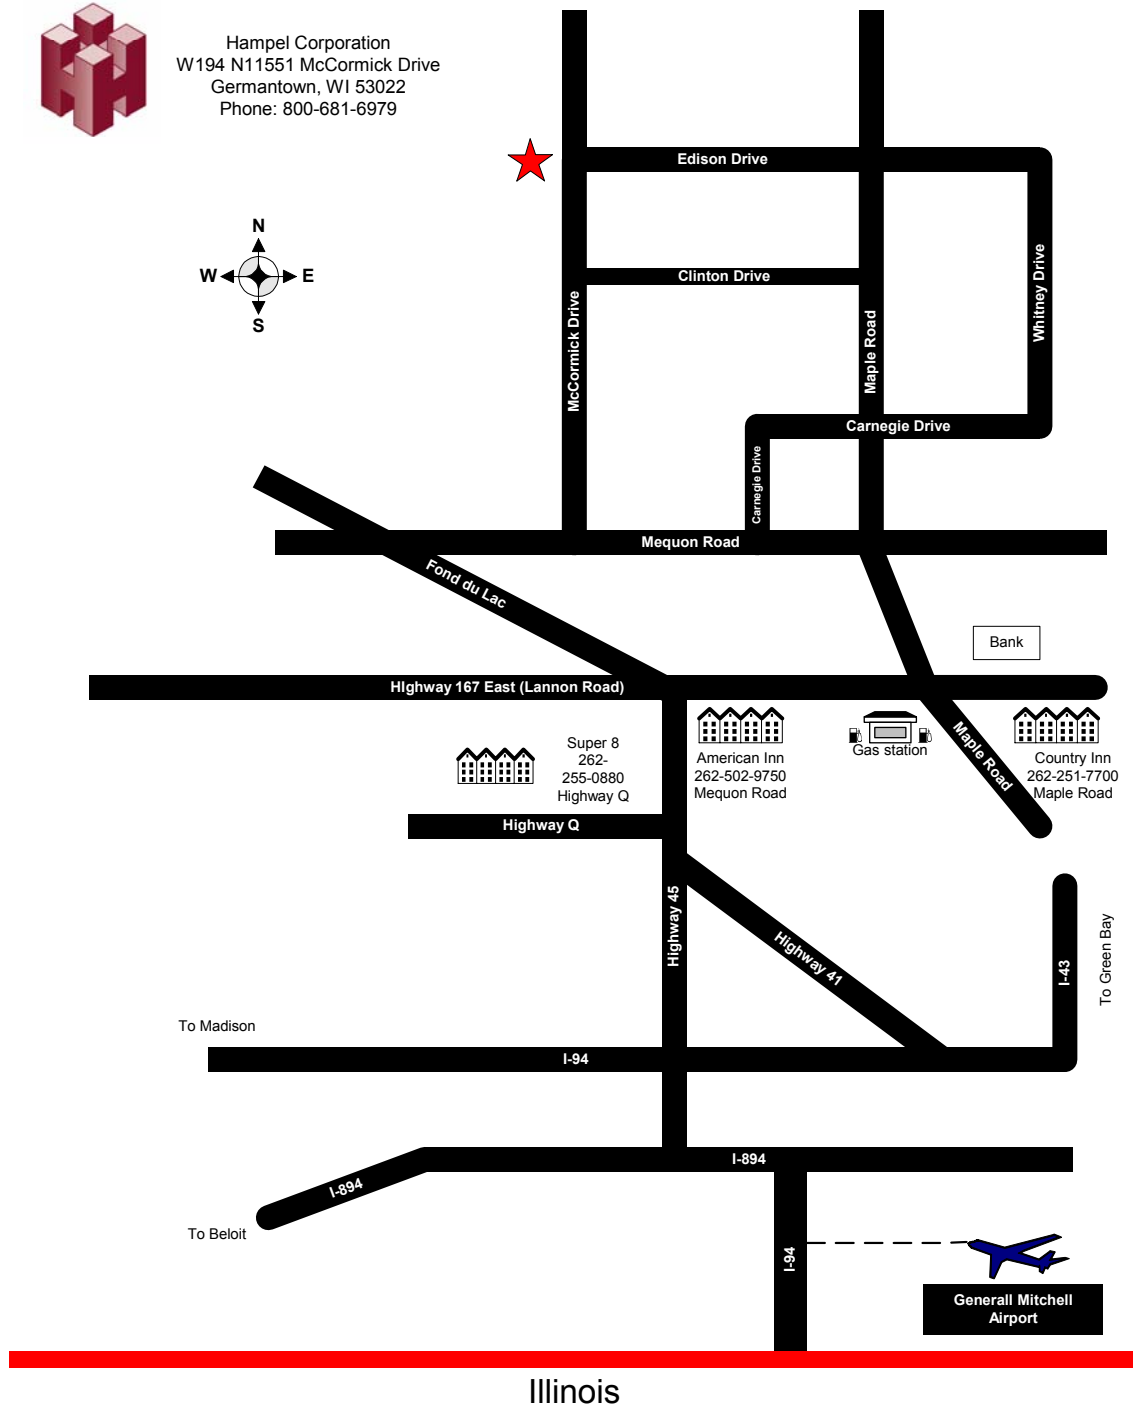 Hampel Corporation
W194 N11551 McCormick Drive
Germantown, WI 53022
Phone: 800-681-6979
Edison Drive
N
W
E
S
Clinton Drive
McCormick Drive
Maple Road
Whitney Drive
Carnegie Drive
Carnegie Drive
Mequon Road
Fond du Lac
Bank
HIghway 167 East (Lannon Road)
Super 8
262-
255-0880
Highway Q
American Inn
262-502-9750
Mequon Road
Gas station
Maple Road
Country Inn
262-251-7700
Maple Road
Highway Q
Highway 45
Highway 41
I-43
To Green Bay
To Madison
I-94
I-894
I-894
To Beloit
I-94
Generall Mitchell
Airport
Illinois